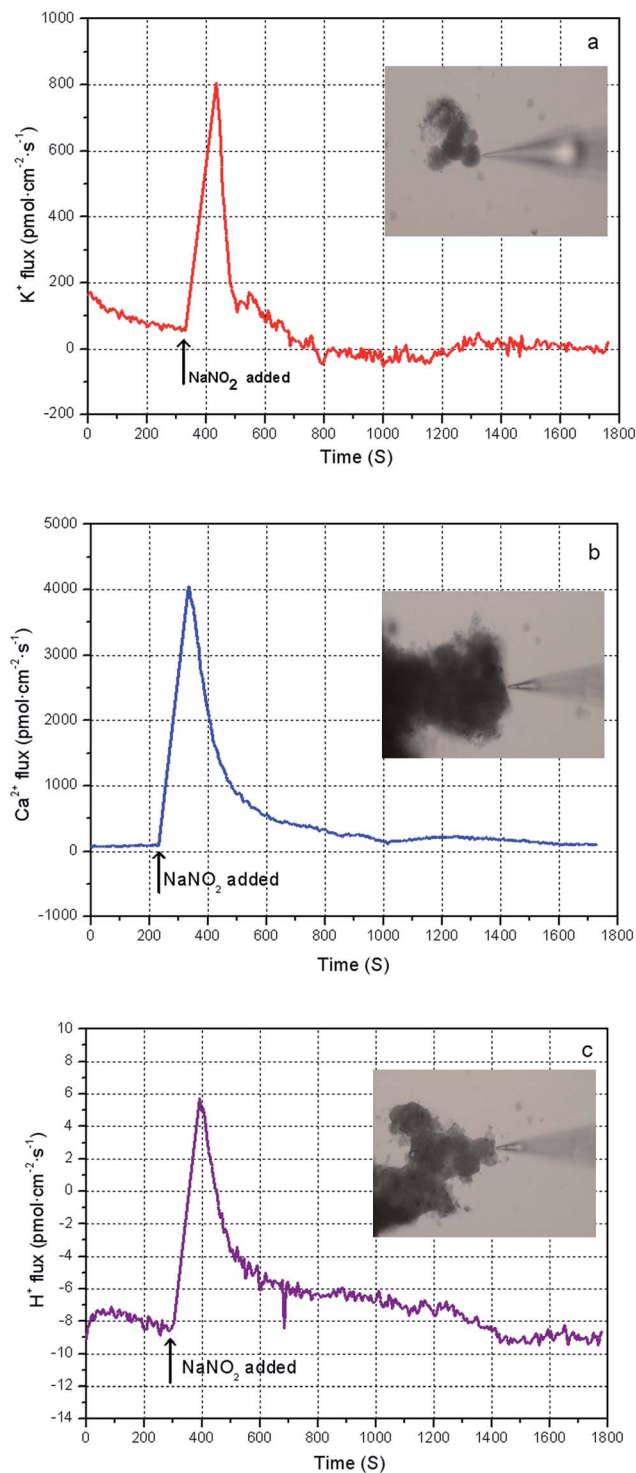 a
K⁺ flux (pmol·cm⁻²·s⁻¹)
1000
800
600
400
200
0
-200
NaNO₂ added
0 200 400 600 800 1000 1200 1400 1600 1800
Time (S)
b
Ca²⁺ flux (pmol·cm⁻²·s⁻¹)
5000
4000
3000
2000
1000
0
-1000
NaNO₂ added
0 200 400 600 800 1000 1200 1400 1600 1800
Time (S)
c
H⁺ flux (pmol·cm⁻²·s⁻¹)
10
8
6
4
2
0
-2
-4
-6
-8
-10
-12
-14
NaNO₂ added
0 200 400 600 800 1000 1200 1400 1600 1800
Time (S)